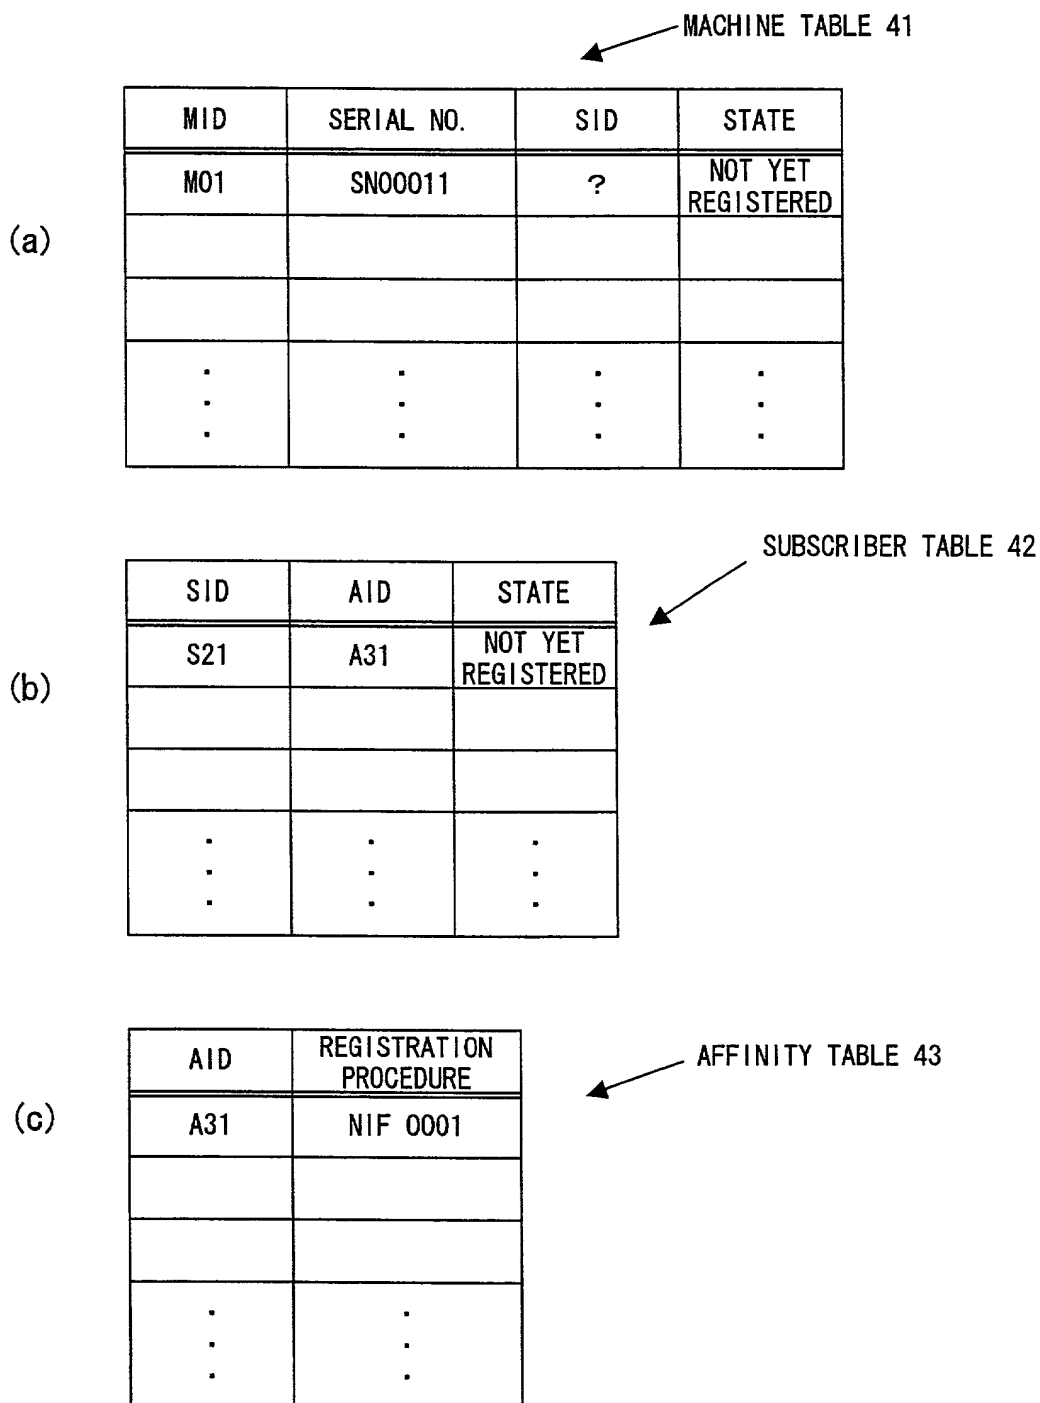 MACHINE TABLE 41
MID SERIAL NO. SID STATE
M01 SN00011 ? NOT YET
REGISTERED
(a)
SUBSCRIBER TABLE 42
SID AID STATE
S21 A31 NOT YET
REGISTERED
(b)
AFFINITY TABLE 43
AID REGISTRATION
PROCEDURE
A31 NIF 0001
(c)